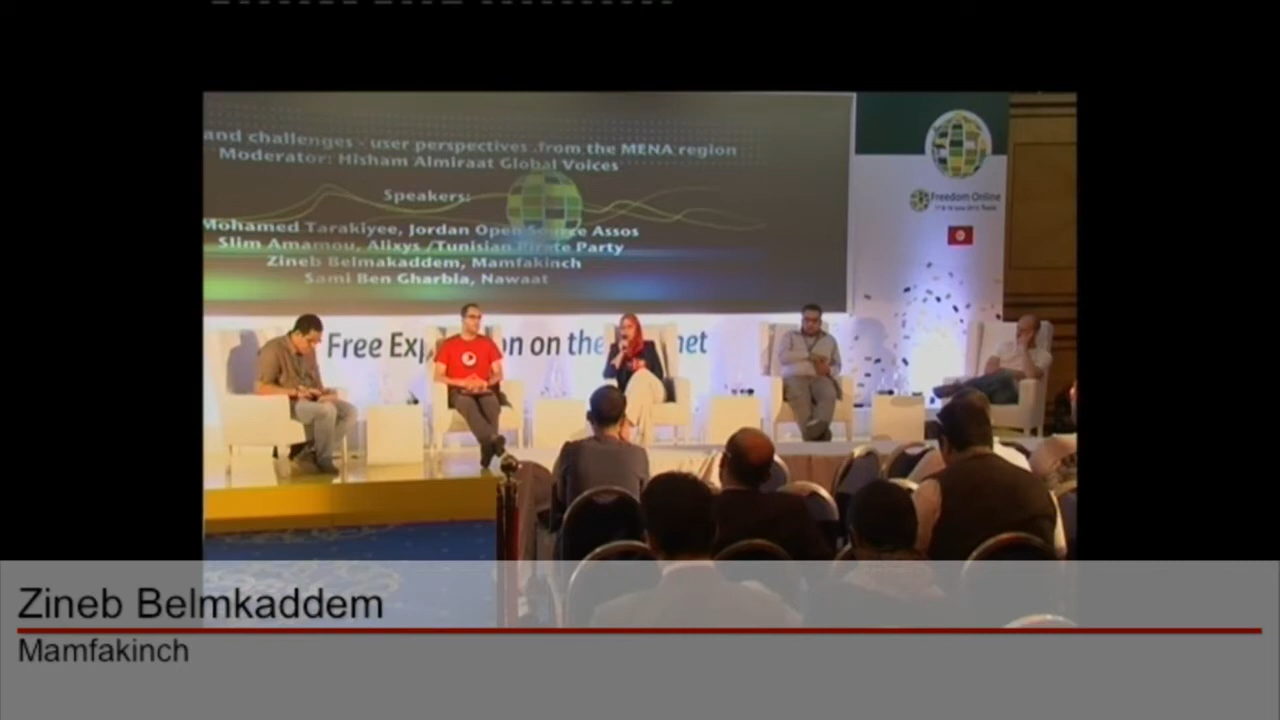 and challenges - user perspectives from the MENA region
Moderator: Hisham Almiraat Global Voices
Speakers:
Mohamed Tarakiyee, Jordan Open Source Assos
Slim Amamou, Alixys /Tunisian Pirate Party
Zineb Belmakaddem, Mamfakinch
Sami Ben Gharbia, Nawaat
Freedom Online
Free Exp n on the net
Zineb Belmkaddem
Mamfakinch